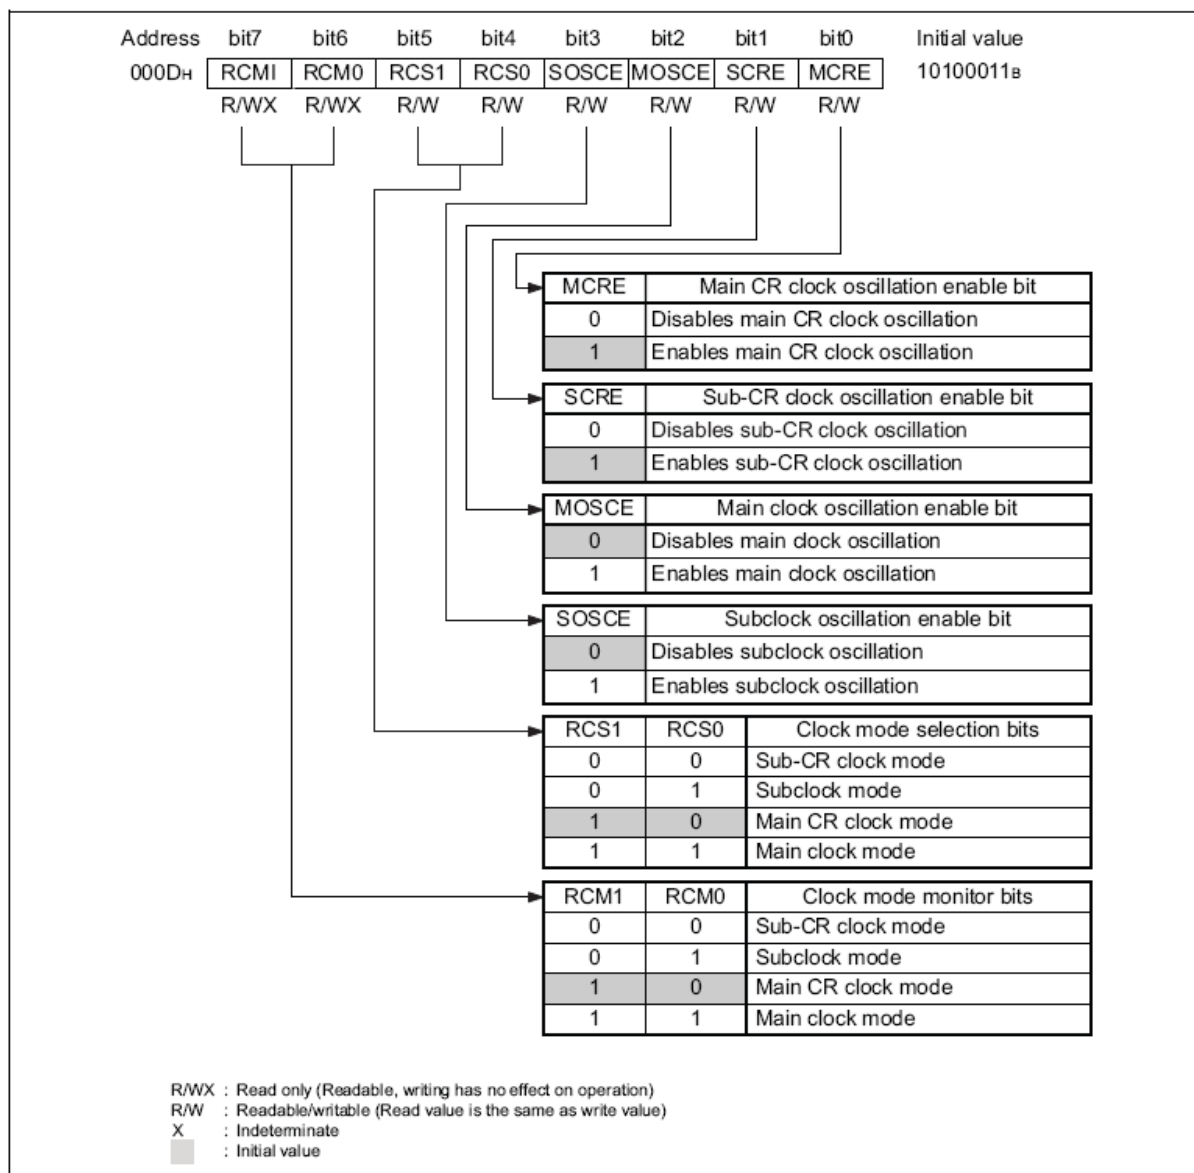 Address bit7 bit6 bit5 bit4 bit3 bit2 bit1 bit0 Initial value
000DH RCMI RCM0 RCS1 RCS0 SOSCE MOSCE SCRE MCRE 10100011B
R/WX R/WX R/W R/W R/W R/W R/W R/W
MCRE Main CR clock oscillation enable bit
0 Disables main CR clock oscillation
1 Enables main CR clock oscillation
SCRE Sub-CR clock oscillation enable bit
0 Disables sub-CR clock oscillation
1 Enables sub-CR clock oscillation
MOSCE Main clock oscillation enable bit
0 Disables main clock oscillation
1 Enables main clock oscillation
SOSCE Subclock oscillation enable bit
0 Disables subclock oscillation
1 Enables subclock oscillation
RCS1 RCS0 Clock mode selection bits
0 0 Sub-CR clock mode
0 1 Subclock mode
1 0 Main CR clock mode
1 1 Main clock mode
RCM1 RCM0 Clock mode monitor bits
0 0 Sub-CR clock mode
0 1 Subclock mode
1 0 Main CR clock mode
1 1 Main clock mode
R/WX : Read only (Readable, writing has no effect on operation)
R/W : Readable/writable (Read value is the same as write value)
X : Indeterminate
: Initial value